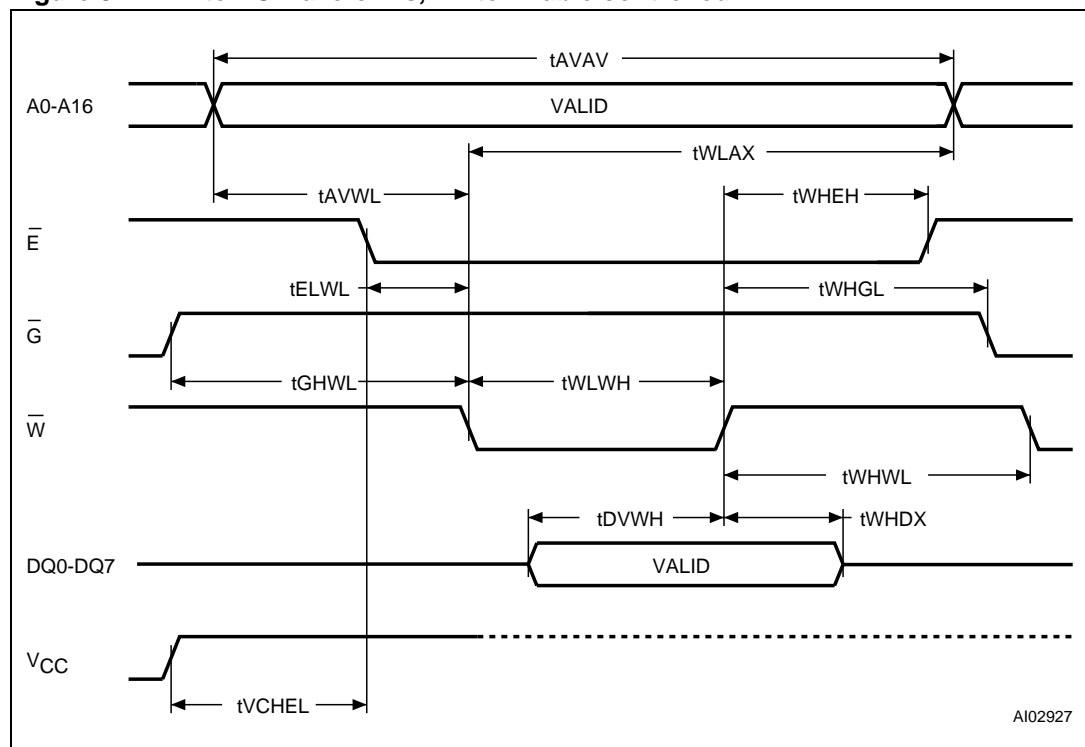 tAVAV
A0-A16
VALID
tWLAX
tAVWL
tWHEH
E̅
tELWL
tWHGL
G̅
tGHWL
tWLWH
W̅
tWHWL
tDVWH
tWHDX
DQ0-DQ7
VALID
VCC
tVCHEL
AI02927